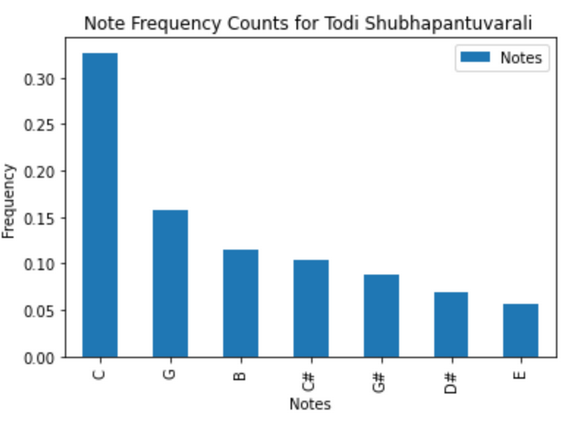 Note Frequency Counts for Todi Shubhapantuvarali
Notes
Frequency
0.30
0.25
0.20
0.15
0.10
0.05
0.00
C G B C# G# D# E
Notes